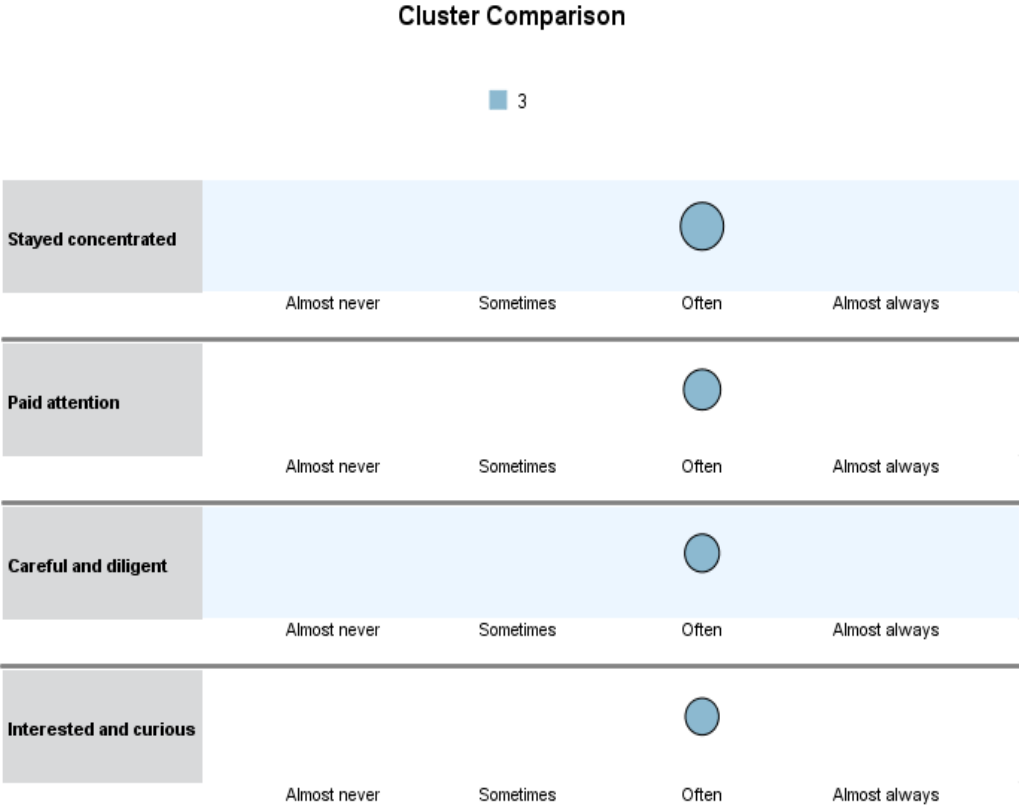 Cluster Comparison
3
Stayed concentrated
Almost never Sometimes Often Almost always
Paid attention
Almost never Sometimes Often Almost always
Careful and diligent
Almost never Sometimes Often Almost always
Interested and curious
Almost never Sometimes Often Almost always